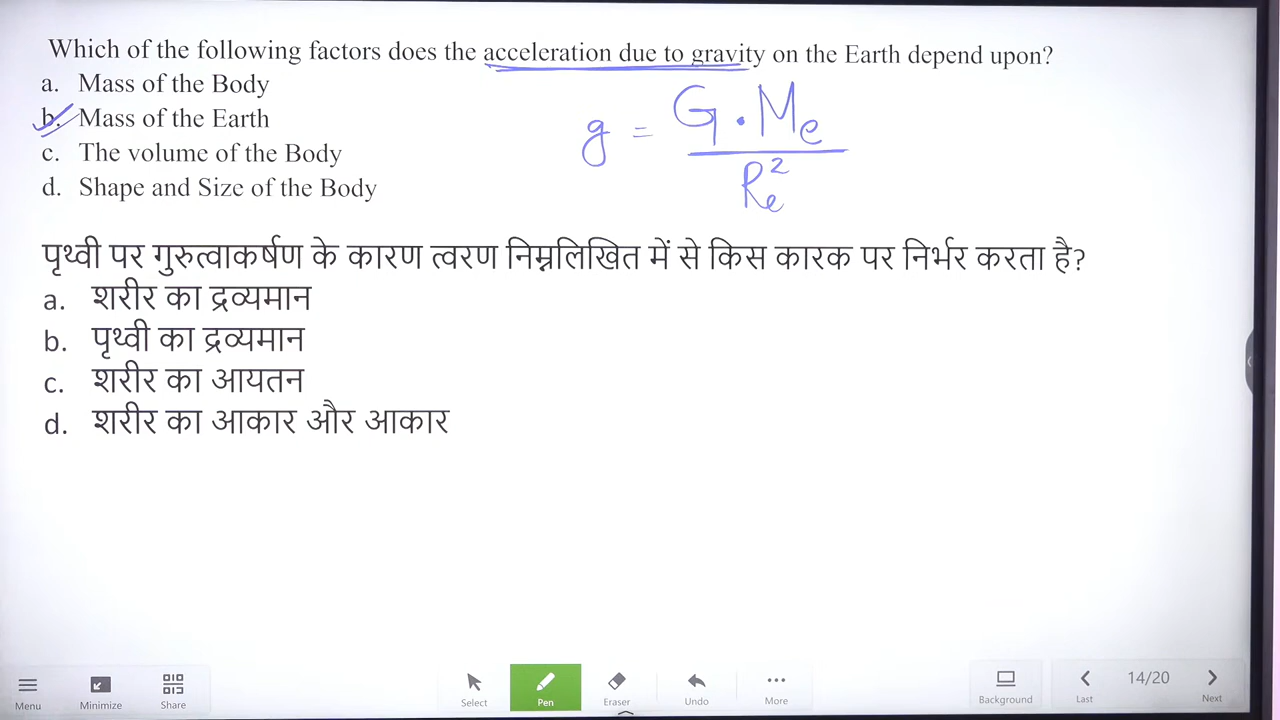 Which of the following factors does the acceleration due to gravity on the Earth depend upon?
a. Mass of the Body
b. Mass of the Earth
c. The volume of the Body
d. Shape and Size of the Body
g = G . Me
Re²
पृथ्वी पर गुरुत्वाकर्षण के कारण त्वरण निम्नलिखित में से किस कारक पर निर्भर करता है?
a. शरीर का द्रव्यमान
b. पृथ्वी का द्रव्यमान
c. शरीर का आयतन
d. शरीर का आकार और आकार
Menu
Minimize
Share
Select
Pen
Eraser
Undo
More
Background
Last
14/20
Next